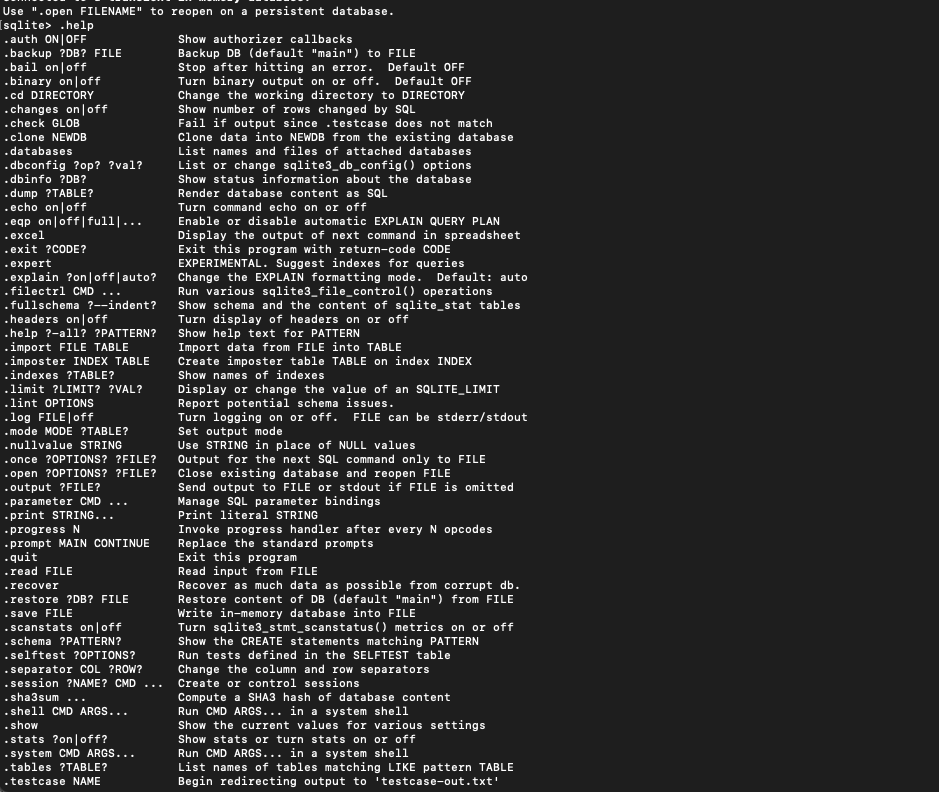 Use ".open FILENAME" to reopen on a persistent database.
[sqlite> .help
.auth ON|OFF             Show authorizer callbacks
.backup ?DB? FILE        Backup DB (default "main") to FILE
.bail on|off             Stop after hitting an error.  Default OFF
.binary on|off           Turn binary output on or off.  Default OFF
.cd DIRECTORY            Change the working directory to DIRECTORY
.changes on|off          Show number of rows changed by SQL
.check GLOB              Fail if output since .testcase does not match
.clone NEWDB             Clone data into NEWDB from the existing database
.databases               List names and files of attached databases
.dbconfig ?op? ?val?     List or change sqlite3_db_config() options
.dbinfo ?DB?             Show status information about the database
.dump ?TABLE?            Render database content as SQL
.echo on|off             Turn command echo on or off
.eqp on|off|full|...     Enable or disable automatic EXPLAIN QUERY PLAN
.excel                   Display the output of next command in spreadsheet
.exit ?CODE?             Exit this program with return-code CODE
.expert                  EXPERIMENTAL. Suggest indexes for queries
.explain ?on|off|auto?   Change the EXPLAIN formatting mode.  Default: auto
.filectrl CMD ...        Run various sqlite3_file_control() operations
.fullschema ?--indent?   Show schema and the content of sqlite_stat tables
.headers on|off          Turn display of headers on or off
.help ?-all? ?PATTERN?   Show help text for PATTERN
.import FILE TABLE       Import data from FILE into TABLE
.imposter INDEX TABLE    Create imposter table TABLE on index INDEX
.indexes ?TABLE?         Show names of indexes
.limit ?LIMIT? ?VAL?     Display or change the value of an SQLITE_LIMIT
.lint OPTIONS            Report potential schema issues.
.log FILE|off            Turn logging on or off.  FILE can be stderr/stdout
.mode MODE ?TABLE?       Set output mode
.nullvalue STRING        Use STRING in place of NULL values
.once ?OPTIONS? ?FILE?   Output for the next SQL command only to FILE
.open ?OPTIONS? ?FILE?   Close existing database and reopen FILE
.output ?FILE?           Send output to FILE or stdout if FILE is omitted
.parameter CMD ...       Manage SQL parameter bindings
.print STRING...         Print literal STRING
.progress N              Invoke progress handler after every N opcodes
.prompt MAIN CONTINUE    Replace the standard prompts
.quit                    Exit this program
.read FILE               Read input from FILE
.recover                 Recover as much data as possible from corrupt db.
.restore ?DB? FILE       Restore content of DB (default "main") from FILE
.save FILE               Write in-memory database into FILE
.scanstats on|off        Turn sqlite3_stmt_scanstatus() metrics on or off
.schema ?PATTERN?        Show the CREATE statements matching PATTERN
.selftest ?OPTIONS?      Run tests defined in the SELFTEST table
.separator COL ?ROW?     Change the column and row separators
.session ?NAME? CMD ...  Create or control sessions
.sha3sum ...             Compute a SHA3 hash of database content
.shell CMD ARGS...       Run CMD ARGS... in a system shell
.show                    Show the current values for various settings
.stats ?on|off?          Show stats or turn stats on or off
.system CMD ARGS...      Run CMD ARGS... in a system shell
.tables ?TABLE?          List names of tables matching LIKE pattern TABLE
.testcase NAME           Begin redirecting output to 'testcase-out.txt'